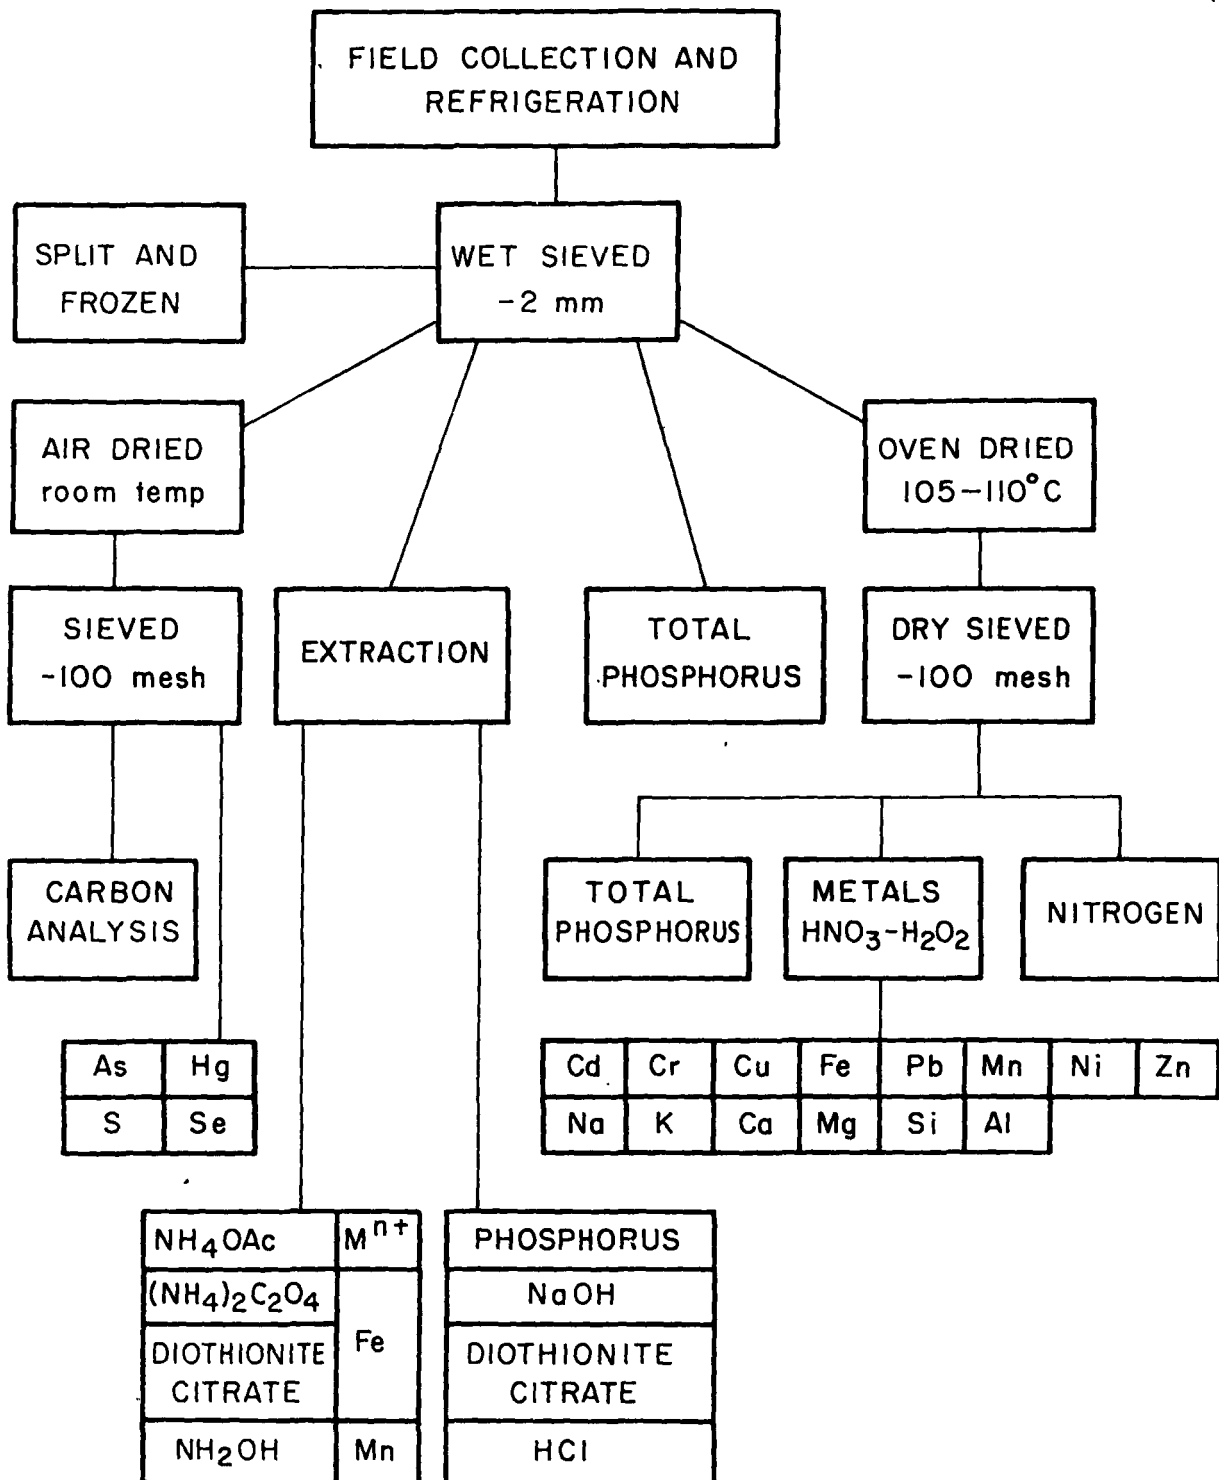 FIELD COLLECTION AND
REFRIGERATION
SPLIT AND
FROZEN
WET SIEVED
-2 mm
AIR DRIED
room temp
OVEN DRIED
105-110°C
SIEVED
-100 mesh
EXTRACTION
TOTAL
PHOSPHORUS
DRY SIEVED
-100 mesh
CARBON
ANALYSIS
TOTAL
PHOSPHORUS
METALS
HNO3-H2O2
NITROGEN
As Hg
S Se
Cd Cr Cu Fe Pb Mn Ni Zn
Na K Ca Mg Si Al
NH4OAc M^n+
(NH4)2C2O4
Fe
DIOTHIONITE
CITRATE
NH2OH Mn
PHOSPHORUS
NaOH
DIOTHIONITE
CITRATE
HCl